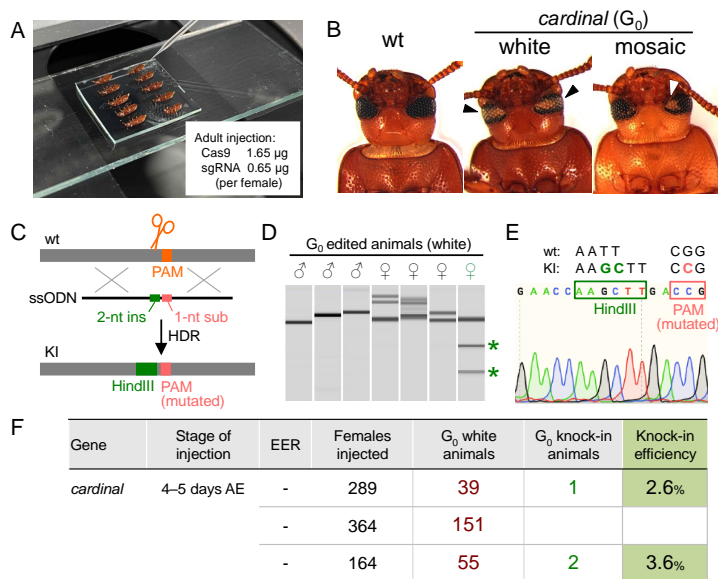 A
Adult injection:
Cas9 1.65 µg
sgRNA 0.65 µg
(per female)
B
cardinal (G0)
wt
white
mosaic
C
wt
PAM
ssODN
2-nt ins
1-nt sub
HDR
KI
HindIII
PAM
(mutated)
D
G0 edited animals (white)
♂ ♂ ♂ ♀ ♀ ♀ ♀
*
*
E
wt: AATT CGG
KI: AAGCTT CCG
GAACCAAGCTTGACCG
HindIII
PAM
(mutated)
F
Gene Stage of injection EER Females injected G0 white animals G0 knock-in animals Knock-in efficiency
cardinal 4–5 days AE - 289 39 1 2.6%
- 364 151
- 164 55 2 3.6%